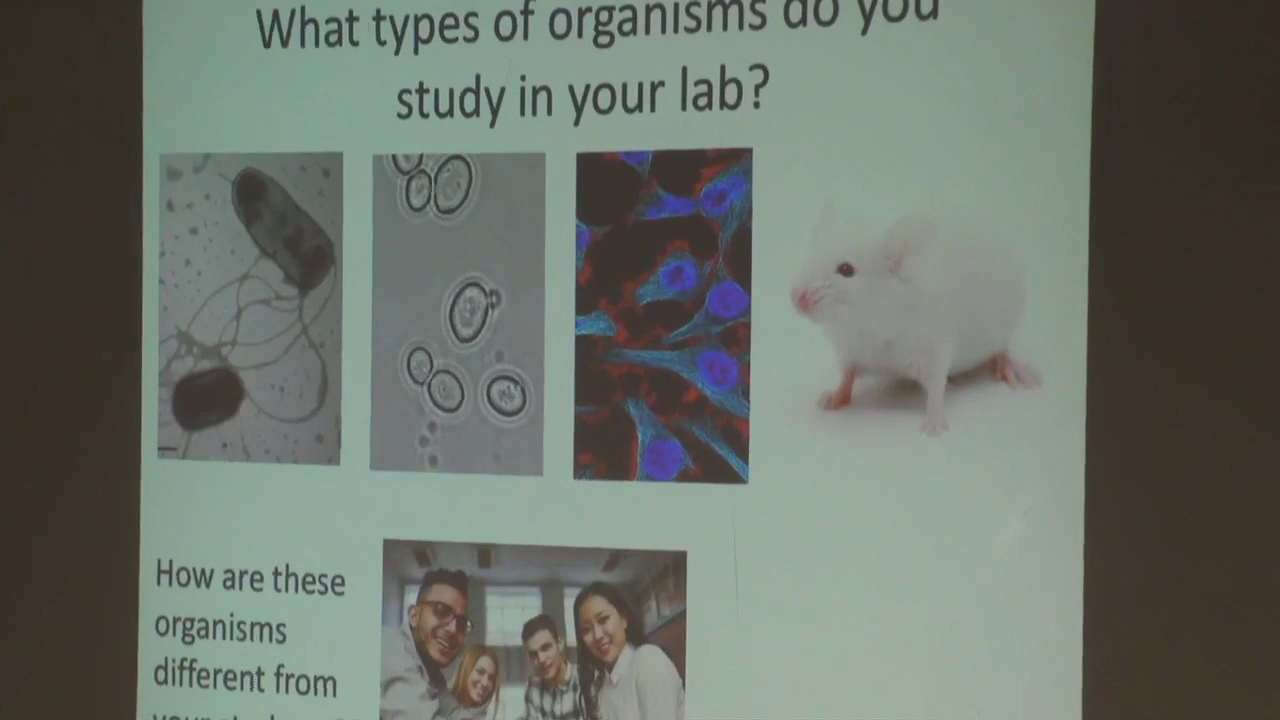 What types of organisms do you
study in your lab?
How are these
organisms
different from